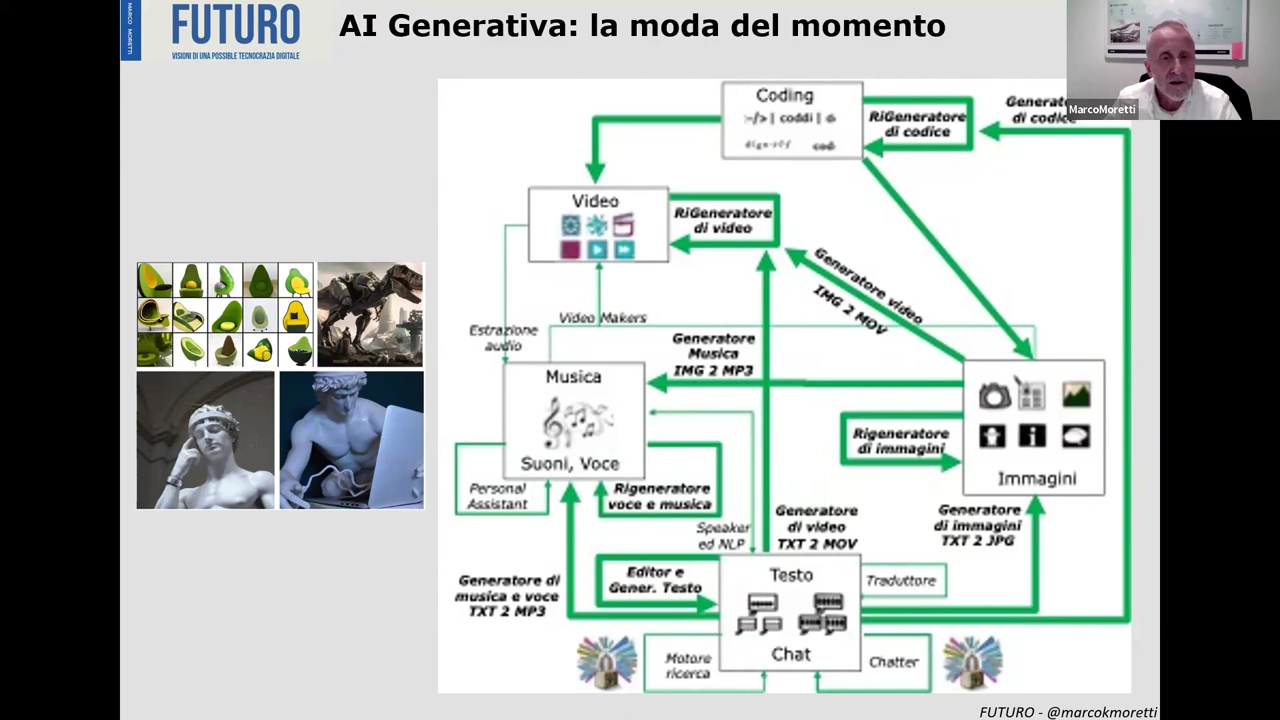 MARCO MORETTI
FUTURO
VISIONI DI UNA POSSIBLE TECNOCRAZIA DIGITALE
AI Generativa: la moda del momento
MarcoMoretti
Coding
RiGeneratore
di codice
di codice
Video
RiGeneratore
di video
Generatore video
IMG 2 MOV
Video Makers
Estrazione
audio
Generatore
Musica
IMG 2 MP3
Musica
Suoni, Voce
Rigeneratore
di immagini
Immagini
Personal
Assistant
Rigeneratore
voce e musica
Speaker
ed NLP
Generatore
di video
TXT 2 MOV
Generatore
di immagini
TXT 2 JPG
Generatore di
musica e voce
TXT 2 MP3
Editor e
Gener. Testo
Testo
Chat
Traduttore
Motore
ricerca
Chatter
FUTURO - @marcokmoretti